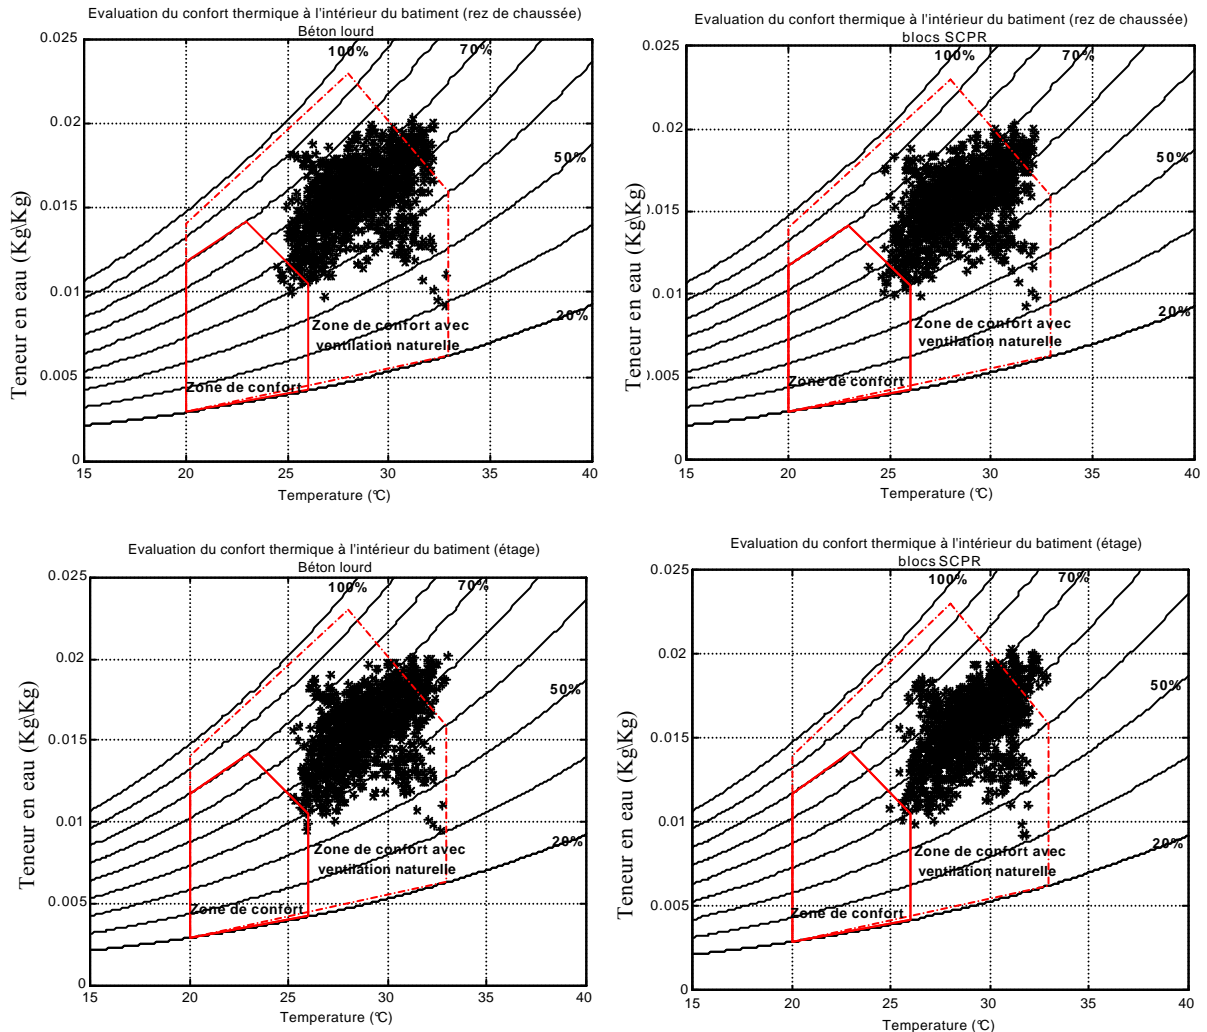 Evaluation du confort thermique à l'intérieur du batiment (rez de chaussée)
Béton lourd
0.025
0.02
0.015
0.01
0.005
0
Teneur en eau (Kg\Kg)
100%
70%
50%
20%
Zone de confort avec
ventilation naturelle
Zone de confort
15
20
25
30
35
40
Temperature (°C)
Evaluation du confort thermique à l'intérieur du batiment (rez de chaussée)
blocs SCPR
0.025
0.02
0.015
0.01
0.005
0
Teneur en eau (Kg\Kg)
100%
70%
50%
20%
Zone de confort avec
ventilation naturelle
Zone de confort
15
20
25
30
35
40
Temperature (°C)
Evaluation du confort thermique à l'intérieur du batiment (étage)
Béton lourd
0.025
0.02
0.015
0.01
0.005
0
Teneur en eau (Kg\Kg)
100%
70%
50%
20%
Zone de confort avec
ventilation naturelle
Zone de confort
15
20
25
30
35
40
Temperature (°C)
Evaluation du confort thermique à l'intérieur du batiment (étage)
blocs SCPR
0.025
0.02
0.015
0.01
0.005
0
Teneur en eau (Kg\Kg)
100%
70%
50%
20%
Zone de confort avec
ventilation naturelle
Zone de confort
15
20
25
30
35
40
Temperature (°C)